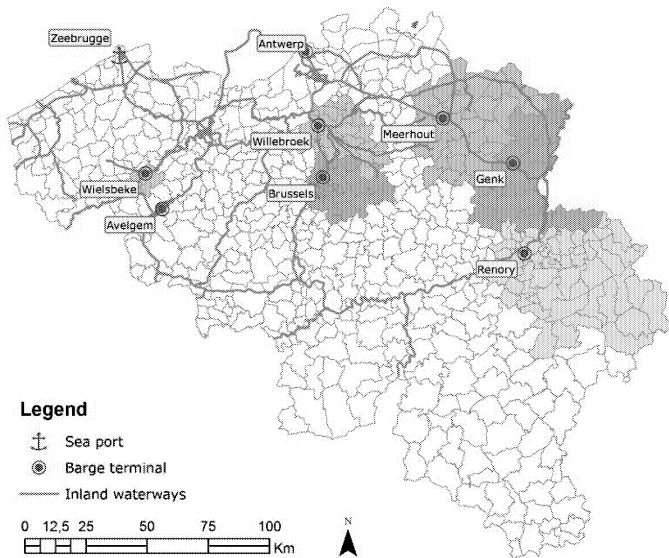 Zeebrugge
Antwerp
Willebroek
Meerhout
Wielsbeke
Brussels
Genk
Avelgem
Renory
Legend
Sea port
Barge terminal
Inland waterways
0 12,5 25 50 75 100
Km
N